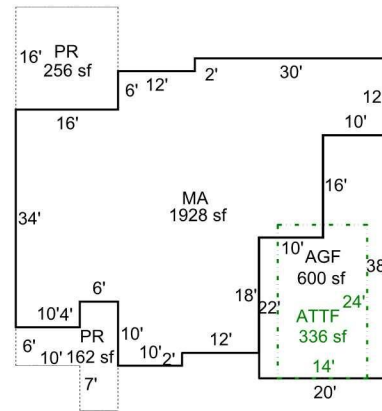 PR
256 sf
16'
6'
12'
2'
30'
12
10'
16'
16'
34'
MA
1928 sf
10'
AGF
600 sf
38'
18'
22'
24'
ATTF
336 sf
14'
20'
6'
10'4'
PR
162 sf
6'
10'
10'
7'
10'
2'
12'